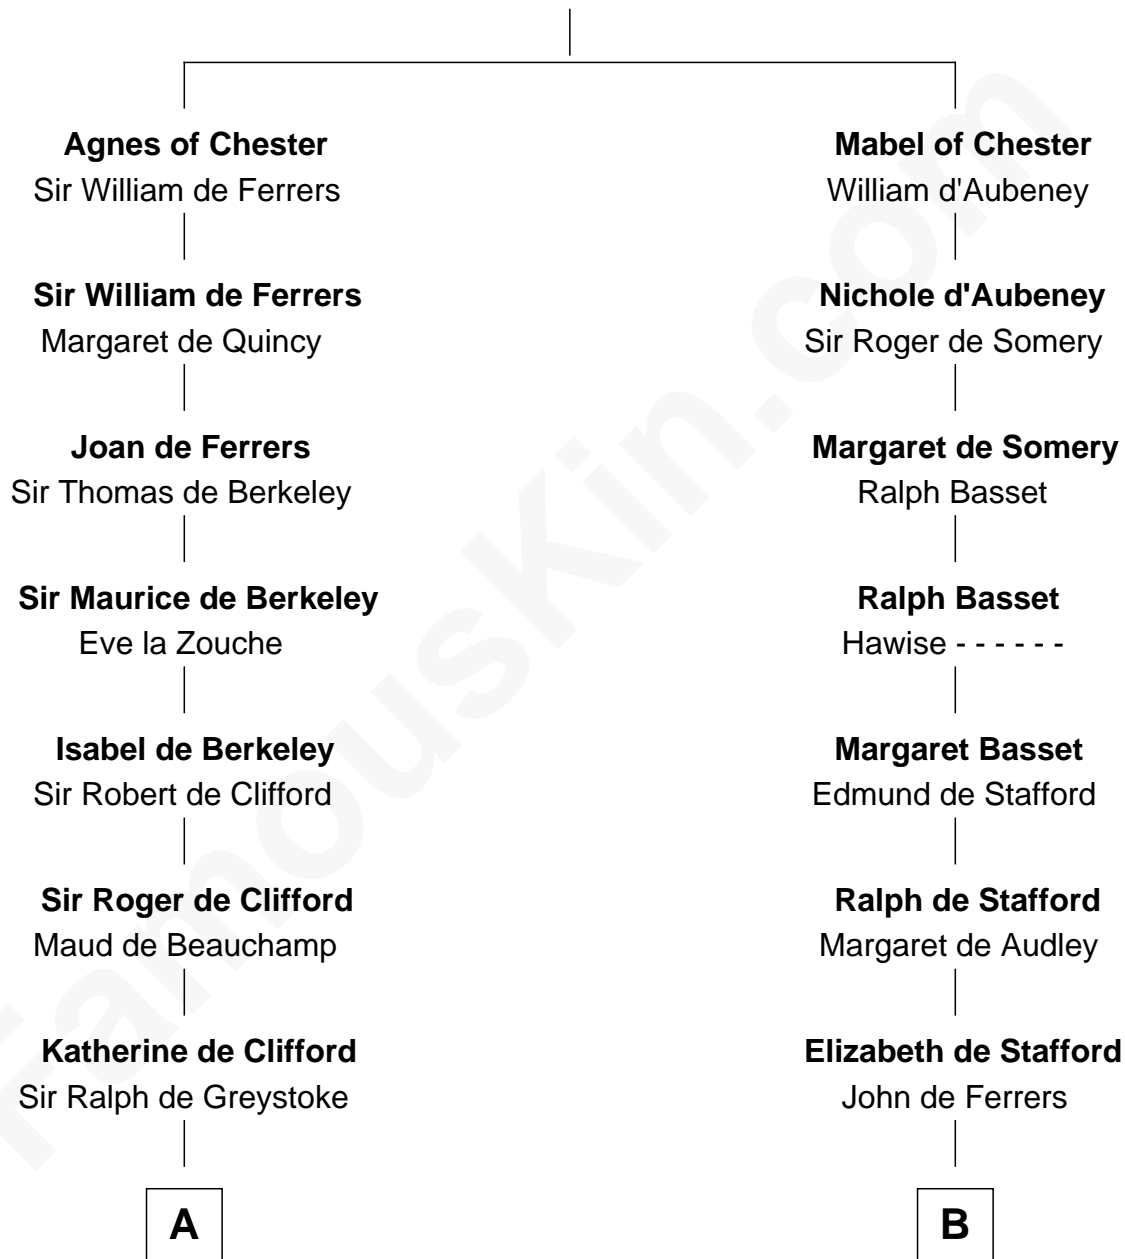 Agnes of Chester
Sir William de Ferrers
Mabel of Chester
William d'Aubeney
Sir William de Ferrers
Margaret de Quincy
Nichole d'Aubeney
Sir Roger de Somery
Joan de Ferrers
Sir Thomas de Berkeley
Margaret de Somery
Ralph Basset
Sir Maurice de Berkeley
Eve la Zouche
Ralph Basset
Hawise - - - - - -
Isabel de Berkeley
Sir Robert de Clifford
Margaret Basset
Edmund de Stafford
Sir Roger de Clifford
Maud de Beauchamp
Ralph de Stafford
Margaret de Audley
Katherine de Clifford
Sir Ralph de Greystoke
Elizabeth de Stafford
John de Ferrers
A
B
FamousKin.com